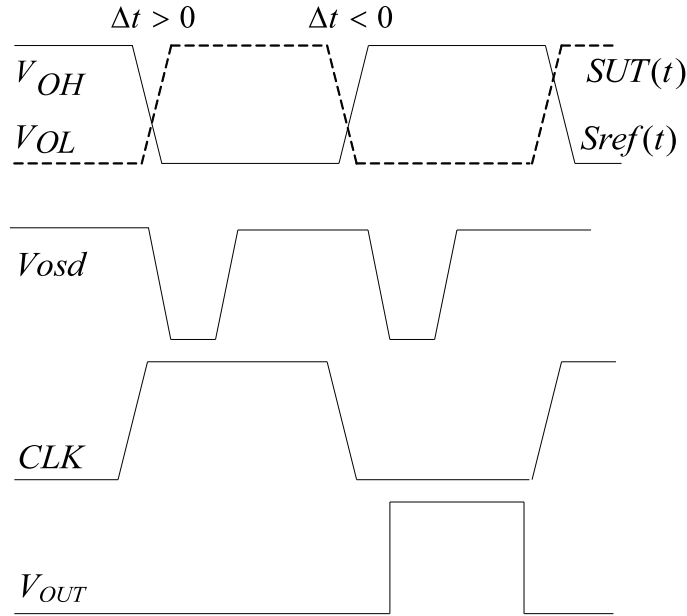 Δt > 0 Δt < 0
V_OH SUT(t)
V_OL Sref(t)
Vosd
CLK
V_OUT